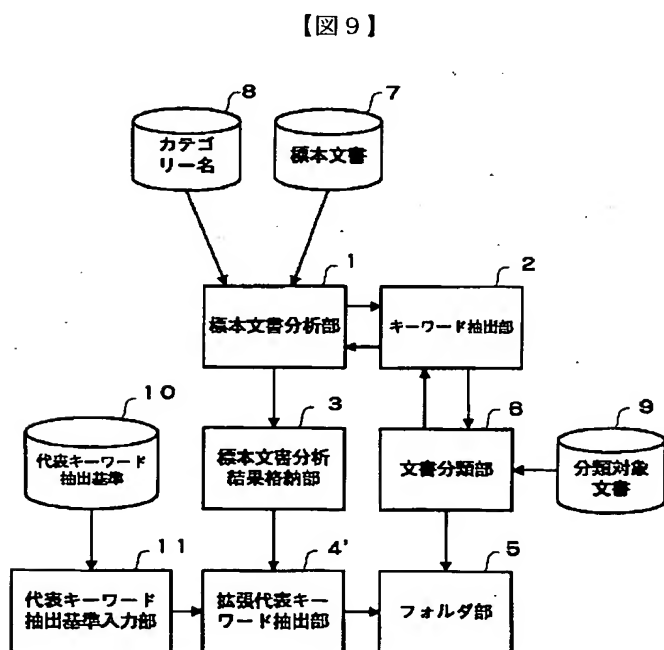 【図9】
8
7
カテゴ
リー名
標本文書
1
2
標本文書分析部
キーワード抽出部
10
3
8
9
代表キーワード
抽出基準
標本文書分析
結果格納部
文書分類部
分類対象
文書
11
4'
5
代表キーワード
抽出基準入力部
拡張代表キー
ワード抽出部
フォルダ部